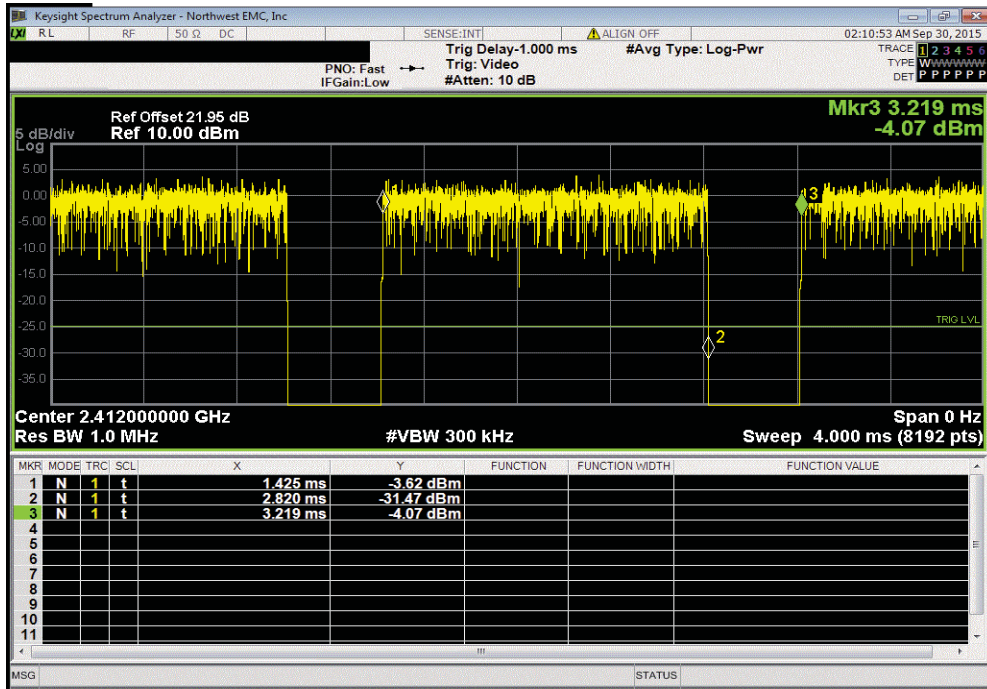 Keysight Spectrum Analyzer - Northwest EMC, Inc
LXI RL RF 50 Ω DC SENSE:INT ALIGN OFF 02:10:53 AM Sep 30, 2015
Trig Delay-1.000 ms #Avg Type: Log-Pwr TRACE 1 2 3 4 5 6
PNO: Fast Trig: Video TYPE WWWWWW
IFGain:Low #Atten: 10 dB DET P P P P P P
Mkr3 3.219 ms
-4.07 dBm
Ref Offset 21.95 dB
5 dB/div Ref 10.00 dBm
Log
5.00
0.00
-5.00
-10.0
-15.0
-20.0
-25.0
-30.0
-35.0
3
TRIG LVL
2
Center 2.412000000 GHz Span 0 Hz
Res BW 1.0 MHz #VBW 300 kHz Sweep 4.000 ms (8192 pts)
MKR MODE TRC SCL X Y FUNCTION FUNCTION WIDTH FUNCTION VALUE
1 N 1 t 1.425 ms -3.62 dBm
2 N 1 t 2.820 ms -31.47 dBm
3 N 1 t 3.219 ms -4.07 dBm
4
5
6
7
8
9
10
11
MSG STATUS